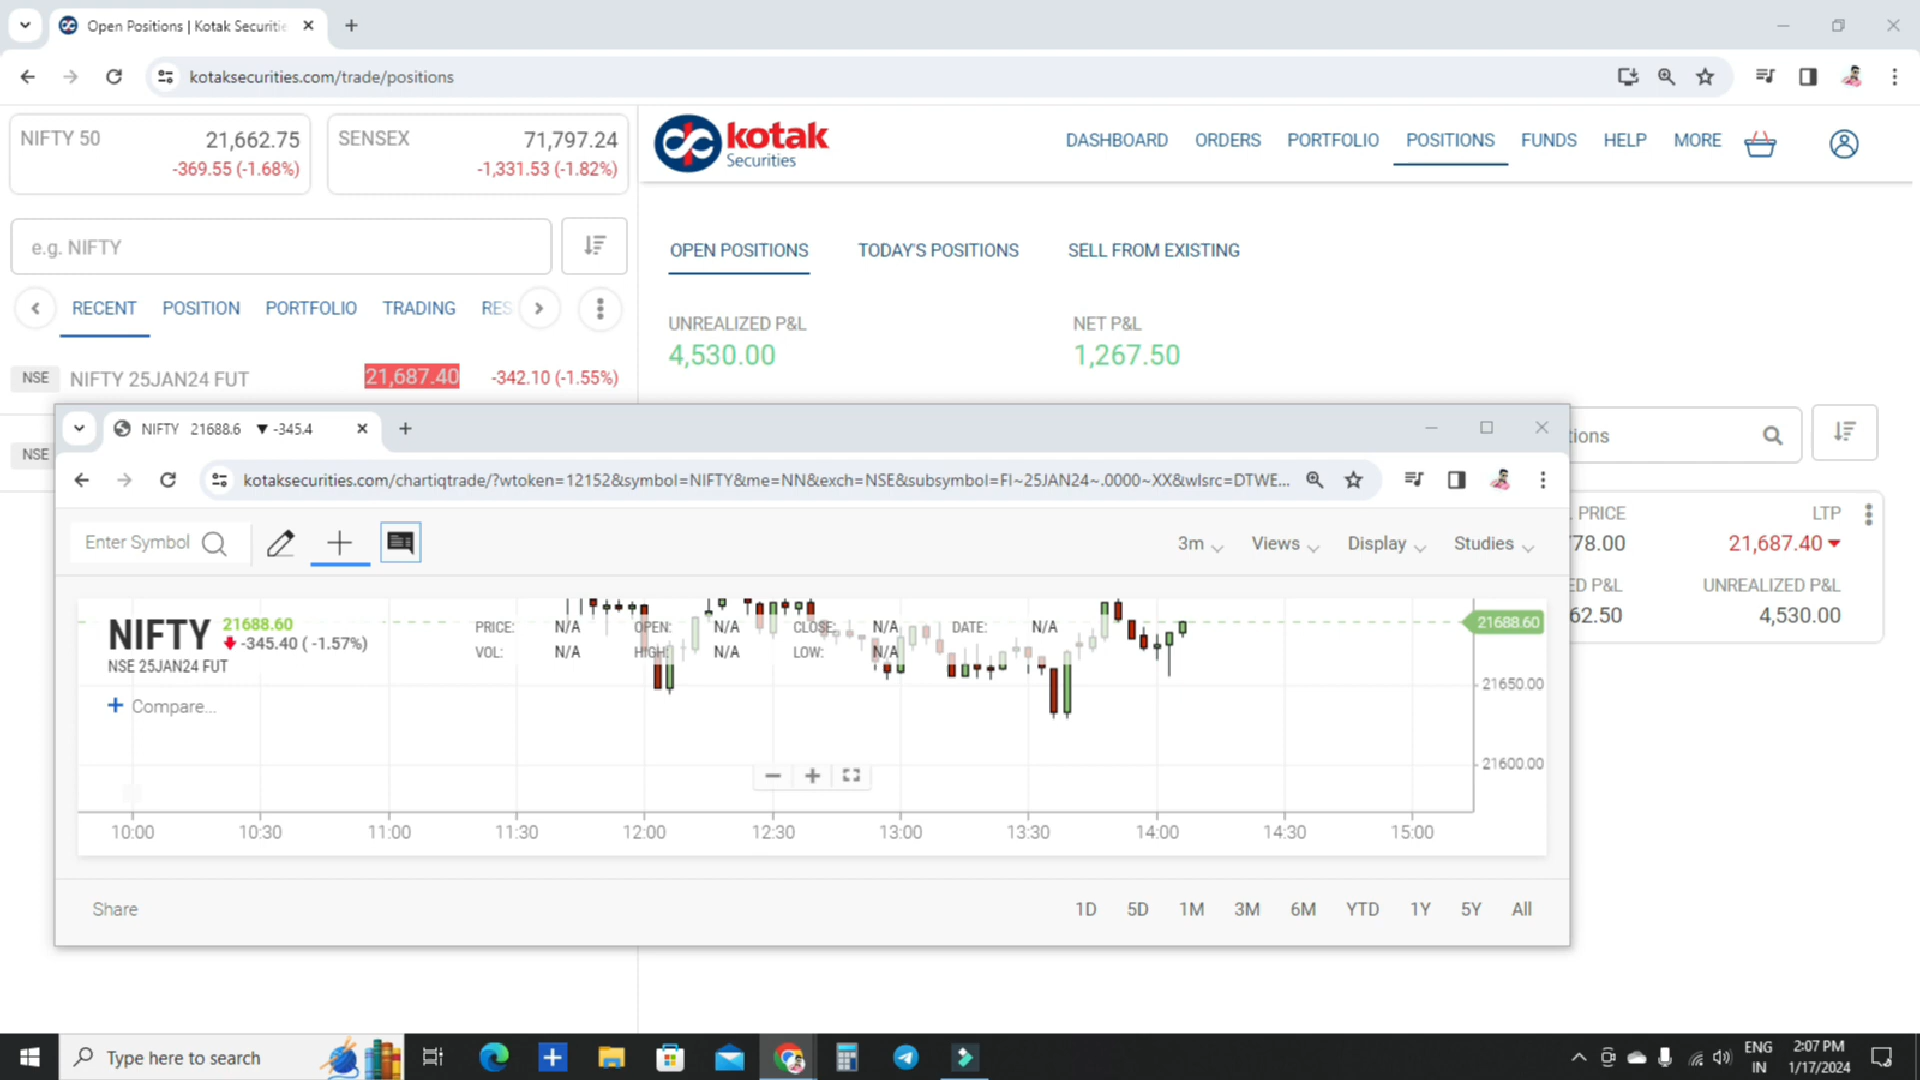 Open Positions | Kotak Securitie
kotaksecurities.com/trade/positions
NIFTY 50 21,662.75
-369.55 (-1.68%)
SENSEX 71,797.24
-1,331.53 (-1.82%)
kotak
Securities
DASHBOARD ORDERS PORTFOLIO POSITIONS FUNDS HELP MORE
e.g. NIFTY
OPEN POSITIONS TODAY'S POSITIONS SELL FROM EXISTING
RECENT POSITION PORTFOLIO TRADING RES
UNREALIZED P&L NET P&L
4,530.00 1,267.50
NSE NIFTY 25JAN24 FUT 21,687.40 -342.10 (-1.55%)
NSE
tions
PRICE LTP
78.00 21,687.40
ED P&L UNREALIZED P&L
62.50 4,530.00
NIFTY 21688.6 ▼ -345.4
kotaksecurities.com/chartiqtrade/?wtoken=12152&symbol=NIFTY&me=NN&exch=NSE&subsymbol=FI~25JAN24~.0000~XX&wlsrc=DTWE...
Enter Symbol 3m Views Display Studies
NIFTY 21688.60
-345.40 ( -1.57%)
NSE 25JAN24 FUT
PRICE: N/A OPEN: N/A CLOSE: N/A DATE: N/A
VOL: N/A HIGH: N/A LOW: N/A
+ Compare...
21688.60
21650.00
21600.00
10:00 10:30 11:00 11:30 12:00 12:30 13:00 13:30 14:00 14:30 15:00
Share 1D 5D 1M 3M 6M YTD 1Y 5Y All
Type here to search
ENG
IN
2:07 PM
1/17/2024